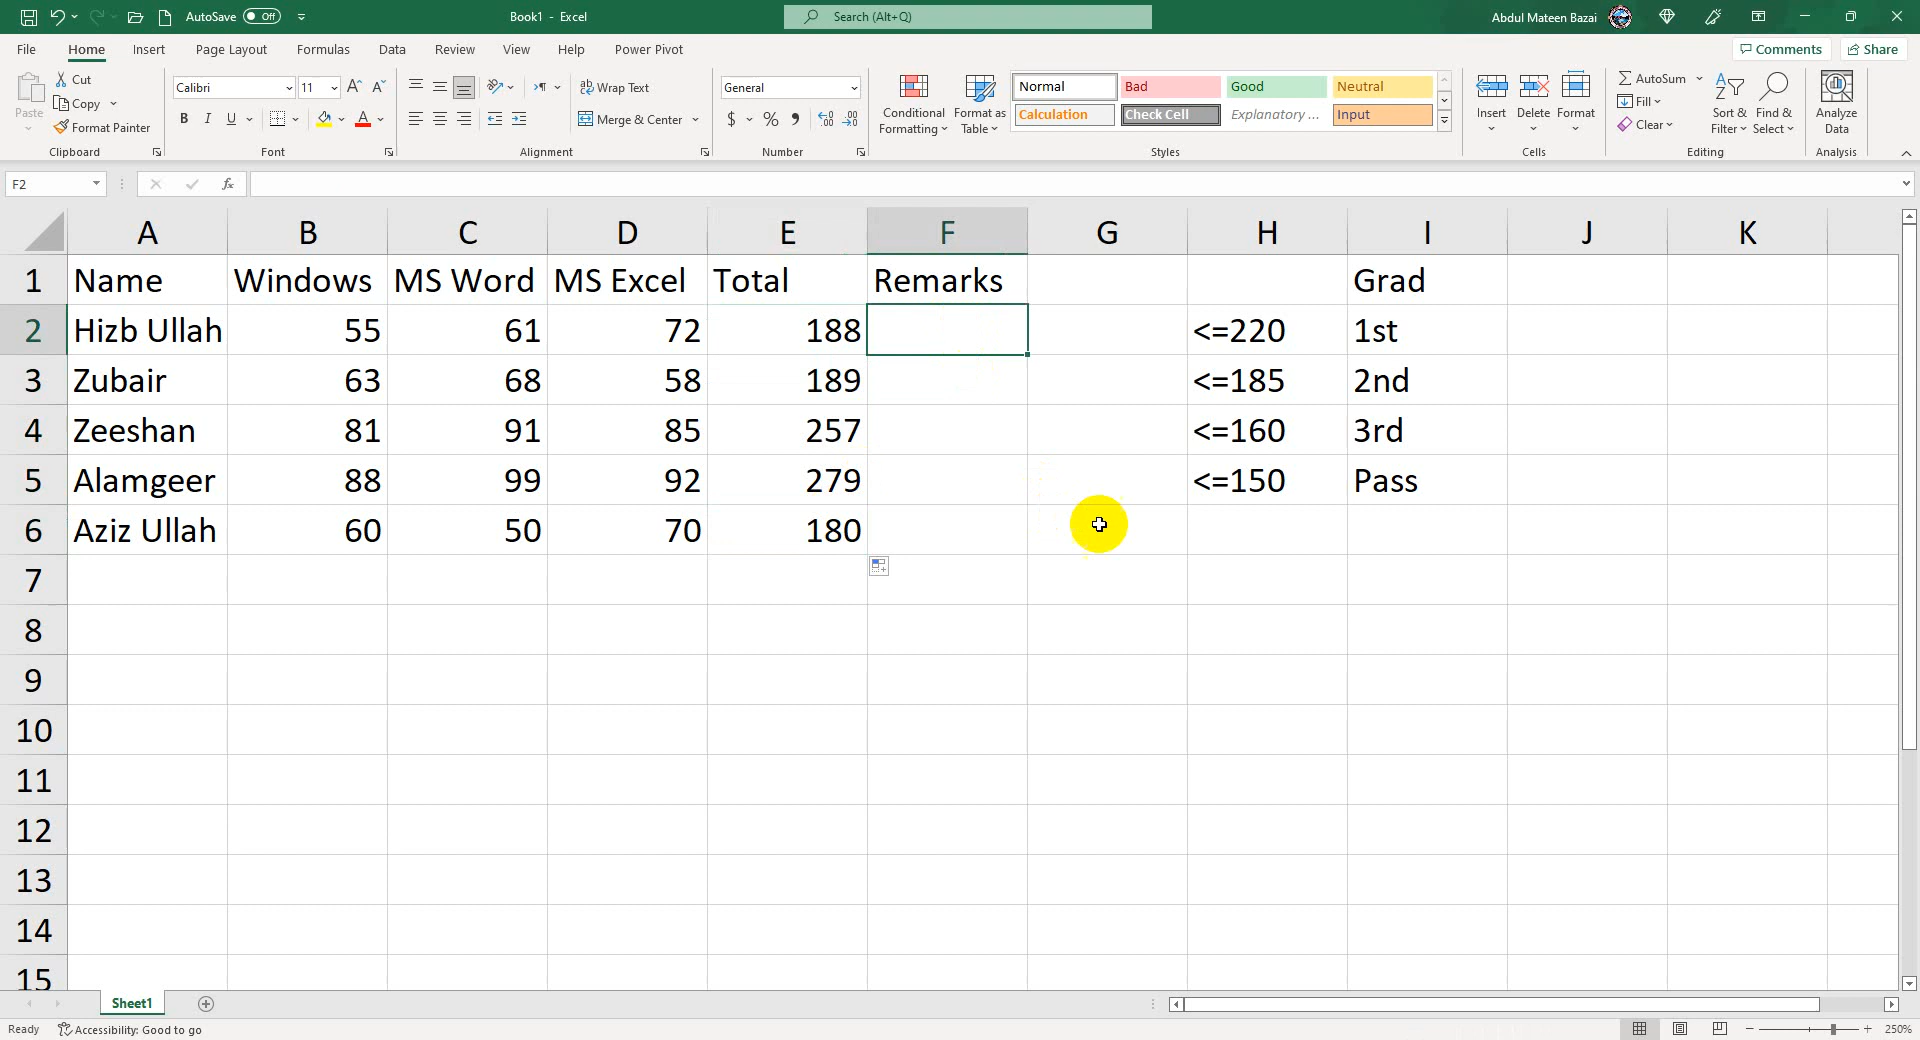 AutoSave Off Book1 - Excel Search (Alt+Q) Abdul Mateen Bazai
File Home Insert Page Layout Formulas Data Review View Help Power Pivot Comments Share
Paste Cut Copy Format Painter Clipboard
Calibri 11 B I U Font
Wrap Text Merge & Center Alignment
General $ % Number
Conditional Formatting Format as Table
Normal Bad Good Neutral
Calculation Check Cell Explanatory ... Input
Styles
Insert Delete Format Cells
AutoSum Fill Clear Sort & Filter Find & Select Editing
Analyze Data Analysis
F2 fx
A B C D E F G H I J K
1 Name Windows MS Word MS Excel Total Remarks Grad
2 Hizb Ullah 55 61 72 188 <=220 1st
3 Zubair 63 68 58 189 <=185 2nd
4 Zeeshan 81 91 85 257 <=160 3rd
5 Alamgeer 88 99 92 279 <=150 Pass
6 Aziz Ullah 60 50 70 180
7
8
9
10
11
12
13
14
15
Sheet1
Ready Accessibility: Good to go 250%